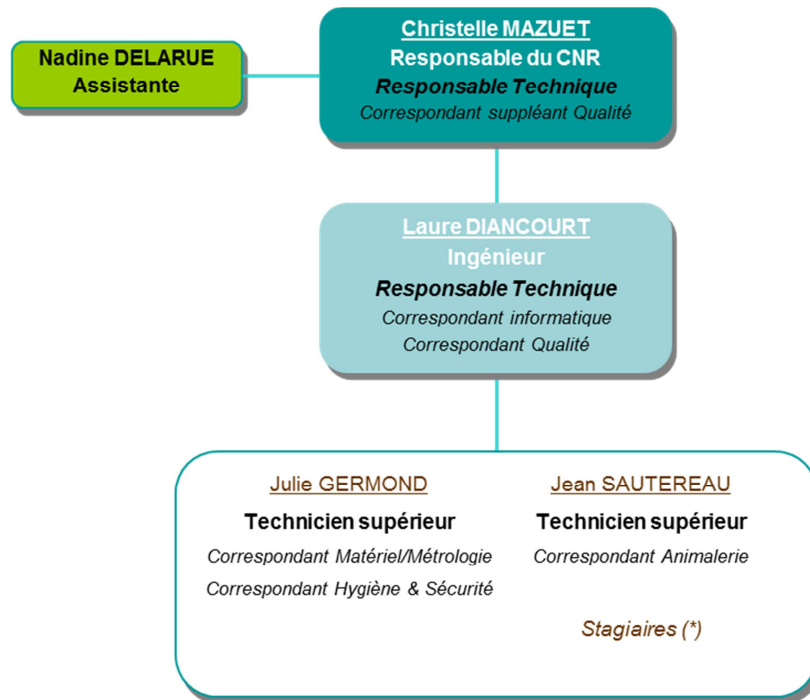 Nadine DELARUE
Assistante
Christelle MAZUET
Responsable du CNR
Responsable Technique
Correspondant suppléant Qualité
Laure DIANCOURT
Ingénieur
Responsable Technique
Correspondant informatique
Correspondant Qualité
Julie GERMOND
Technicien supérieur
Correspondant Matériel/Métrologie
Correspondant Hygiène & Sécurité
Jean SAUTEREAU
Technicien supérieur
Correspondant Animalerie
Stagiaires (*)